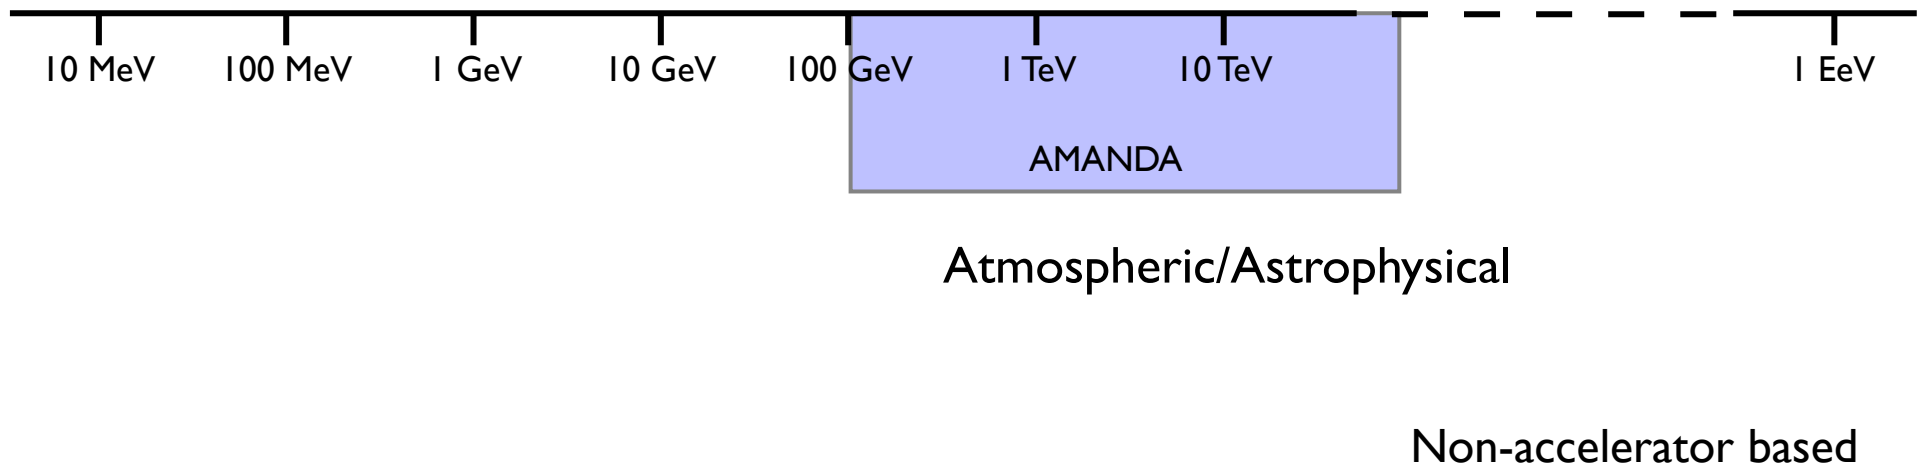 10 MeV 100 MeV 1 GeV 10 GeV 100 GeV 1 TeV 10 TeV 1 EeV
AMANDA
Atmospheric/Astrophysical
Non-accelerator based